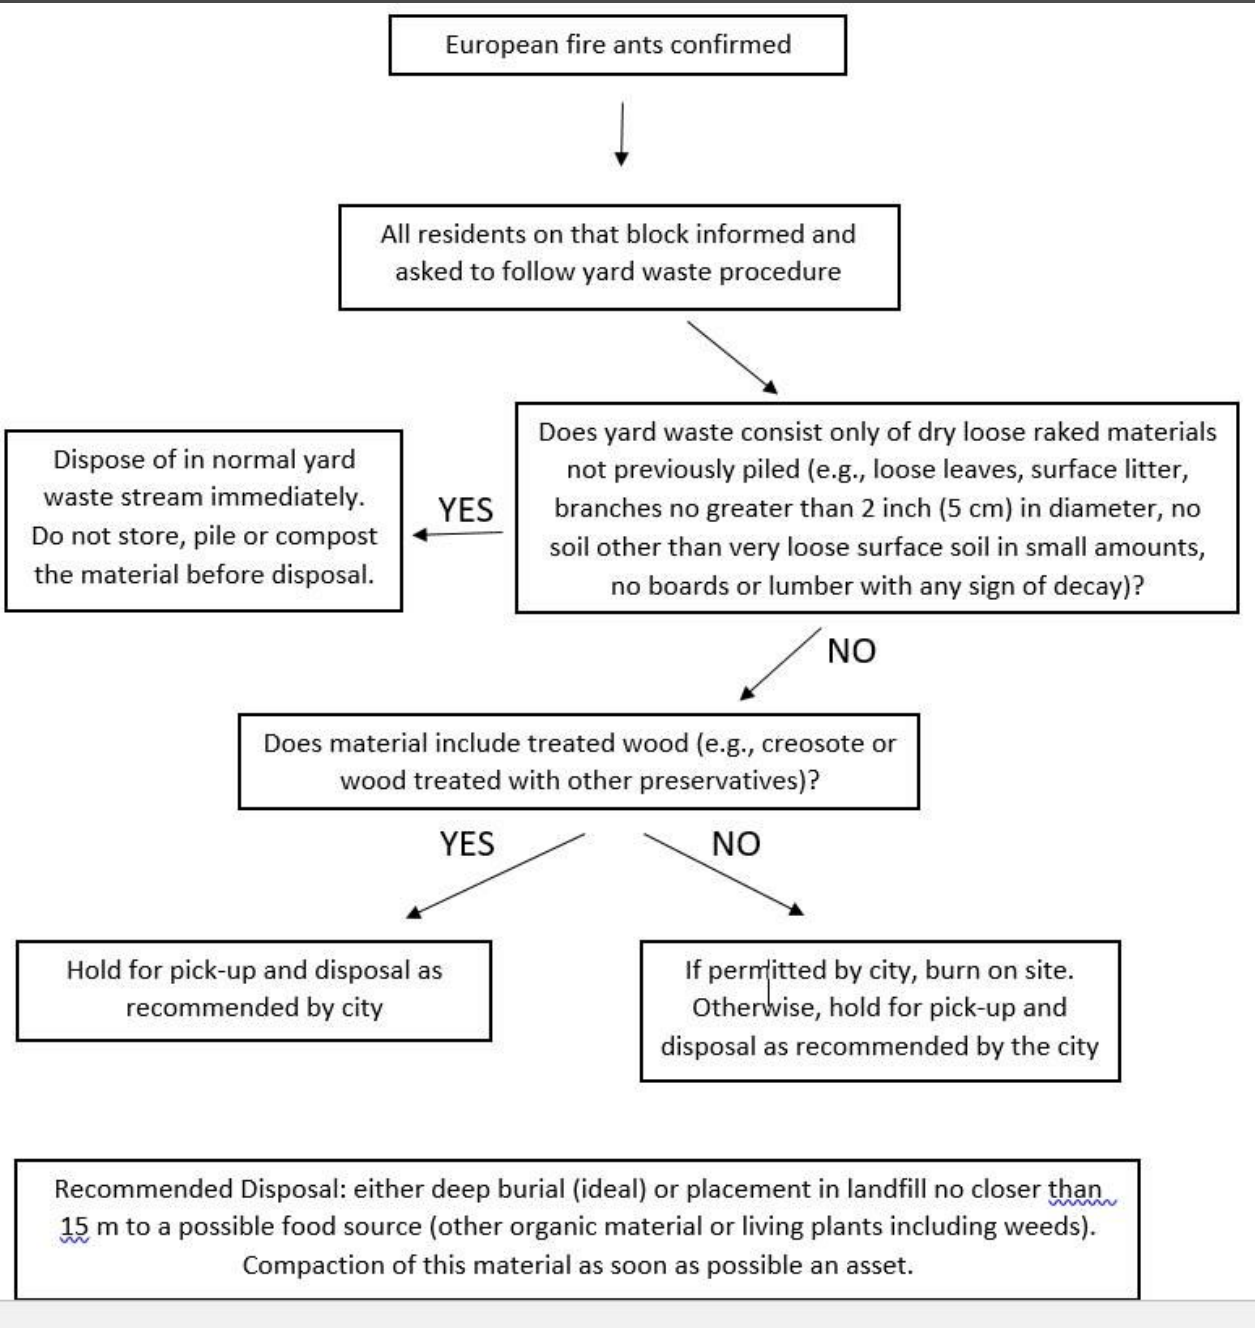 European fire ants confirmed
All residents on that block informed and
asked to follow yard waste procedure
Does yard waste consist only of dry loose raked materials
not previously piled (e.g., loose leaves, surface litter,
branches no greater than 2 inch (5 cm) in diameter, no
soil other than very loose surface soil in small amounts,
no boards or lumber with any sign of decay)?
YES
Dispose of in normal yard
waste stream immediately.
Do not store, pile or compost
the material before disposal.
NO
Does material include treated wood (e.g., creosote or
wood treated with other preservatives)?
YES
NO
Hold for pick-up and disposal as
recommended by city
If permitted by city, burn on site.
Otherwise, hold for pick-up and
disposal as recommended by the city
Recommended Disposal: either deep burial (ideal) or placement in landfill no closer than
15 m to a possible food source (other organic material or living plants including weeds).
Compaction of this material as soon as possible an asset.